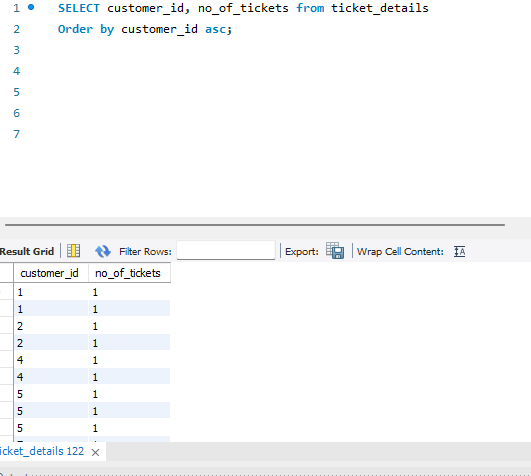 1 SELECT customer_id, no_of_tickets from ticket_details
2 Order by customer_id asc;
3
4
5
6
7
Result Grid Filter Rows: Export: Wrap Cell Content:
customer_id no_of_tickets
1 1
1 1
2 1
2 1
4 1
4 1
5 1
5 1
5 1
icket_details 122 ×